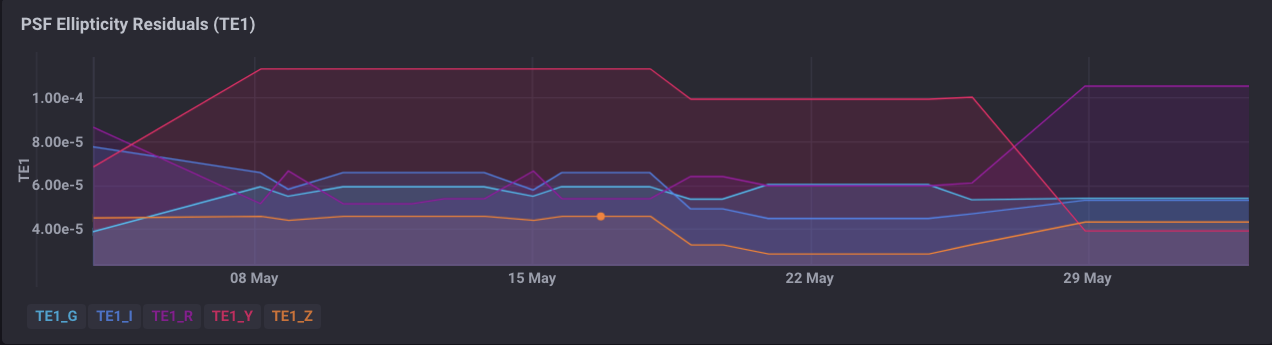 PSF Ellipticity Residuals (TE1)
1.00e-4
8.00e-5
6.00e-5
4.00e-5
TE1
08 May 15 May 22 May 29 May
TE1_G TE1_I TE1_R TE1_Y TE1_Z